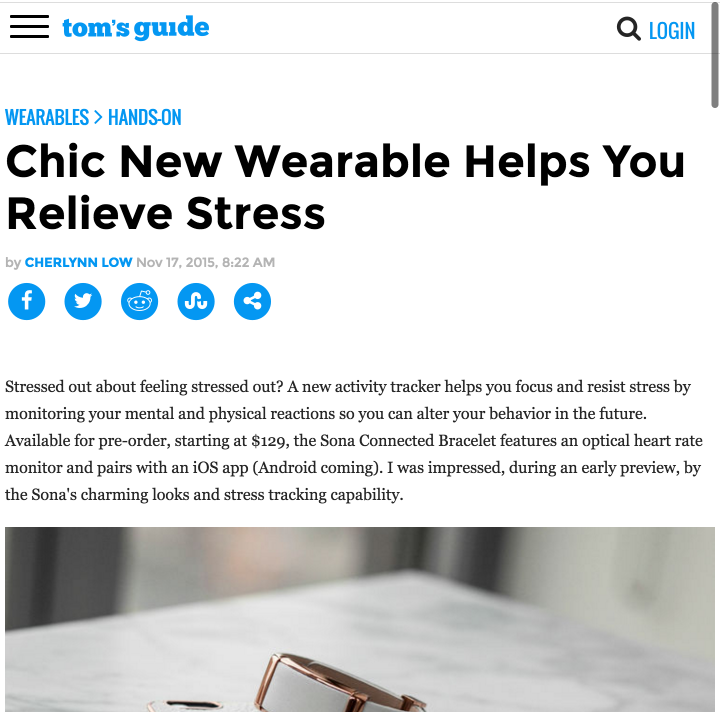 tom's guide
LOGIN
WEARABLES > HANDS-ON
Chic New Wearable Helps You
Relieve Stress
by CHERLYNN LOW Nov 17, 2015, 8:22 AM
Stressed out about feeling stressed out? A new activity tracker helps you focus and resist stress by
monitoring your mental and physical reactions so you can alter your behavior in the future.
Available for pre-order, starting at $129, the Sona Connected Bracelet features an optical heart rate
monitor and pairs with an iOS app (Android coming). I was impressed, during an early preview, by
the Sona's charming looks and stress tracking capability.